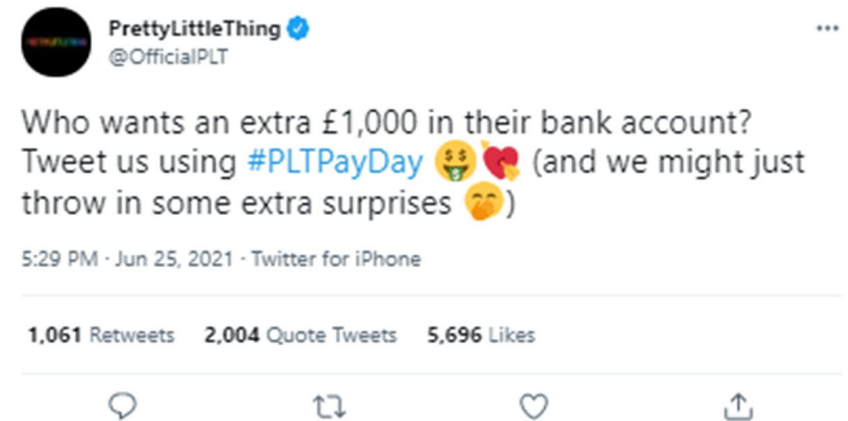 PrettyLittleThing
@OfficialPLT
Who wants an extra £1,000 in their bank account?
Tweet us using #PLTPayDay 🤑💘 (and we might just
throw in some extra surprises 🤭)
5:29 PM · Jun 25, 2021 · Twitter for iPhone
1,061 Retweets 2,004 Quote Tweets 5,696 Likes